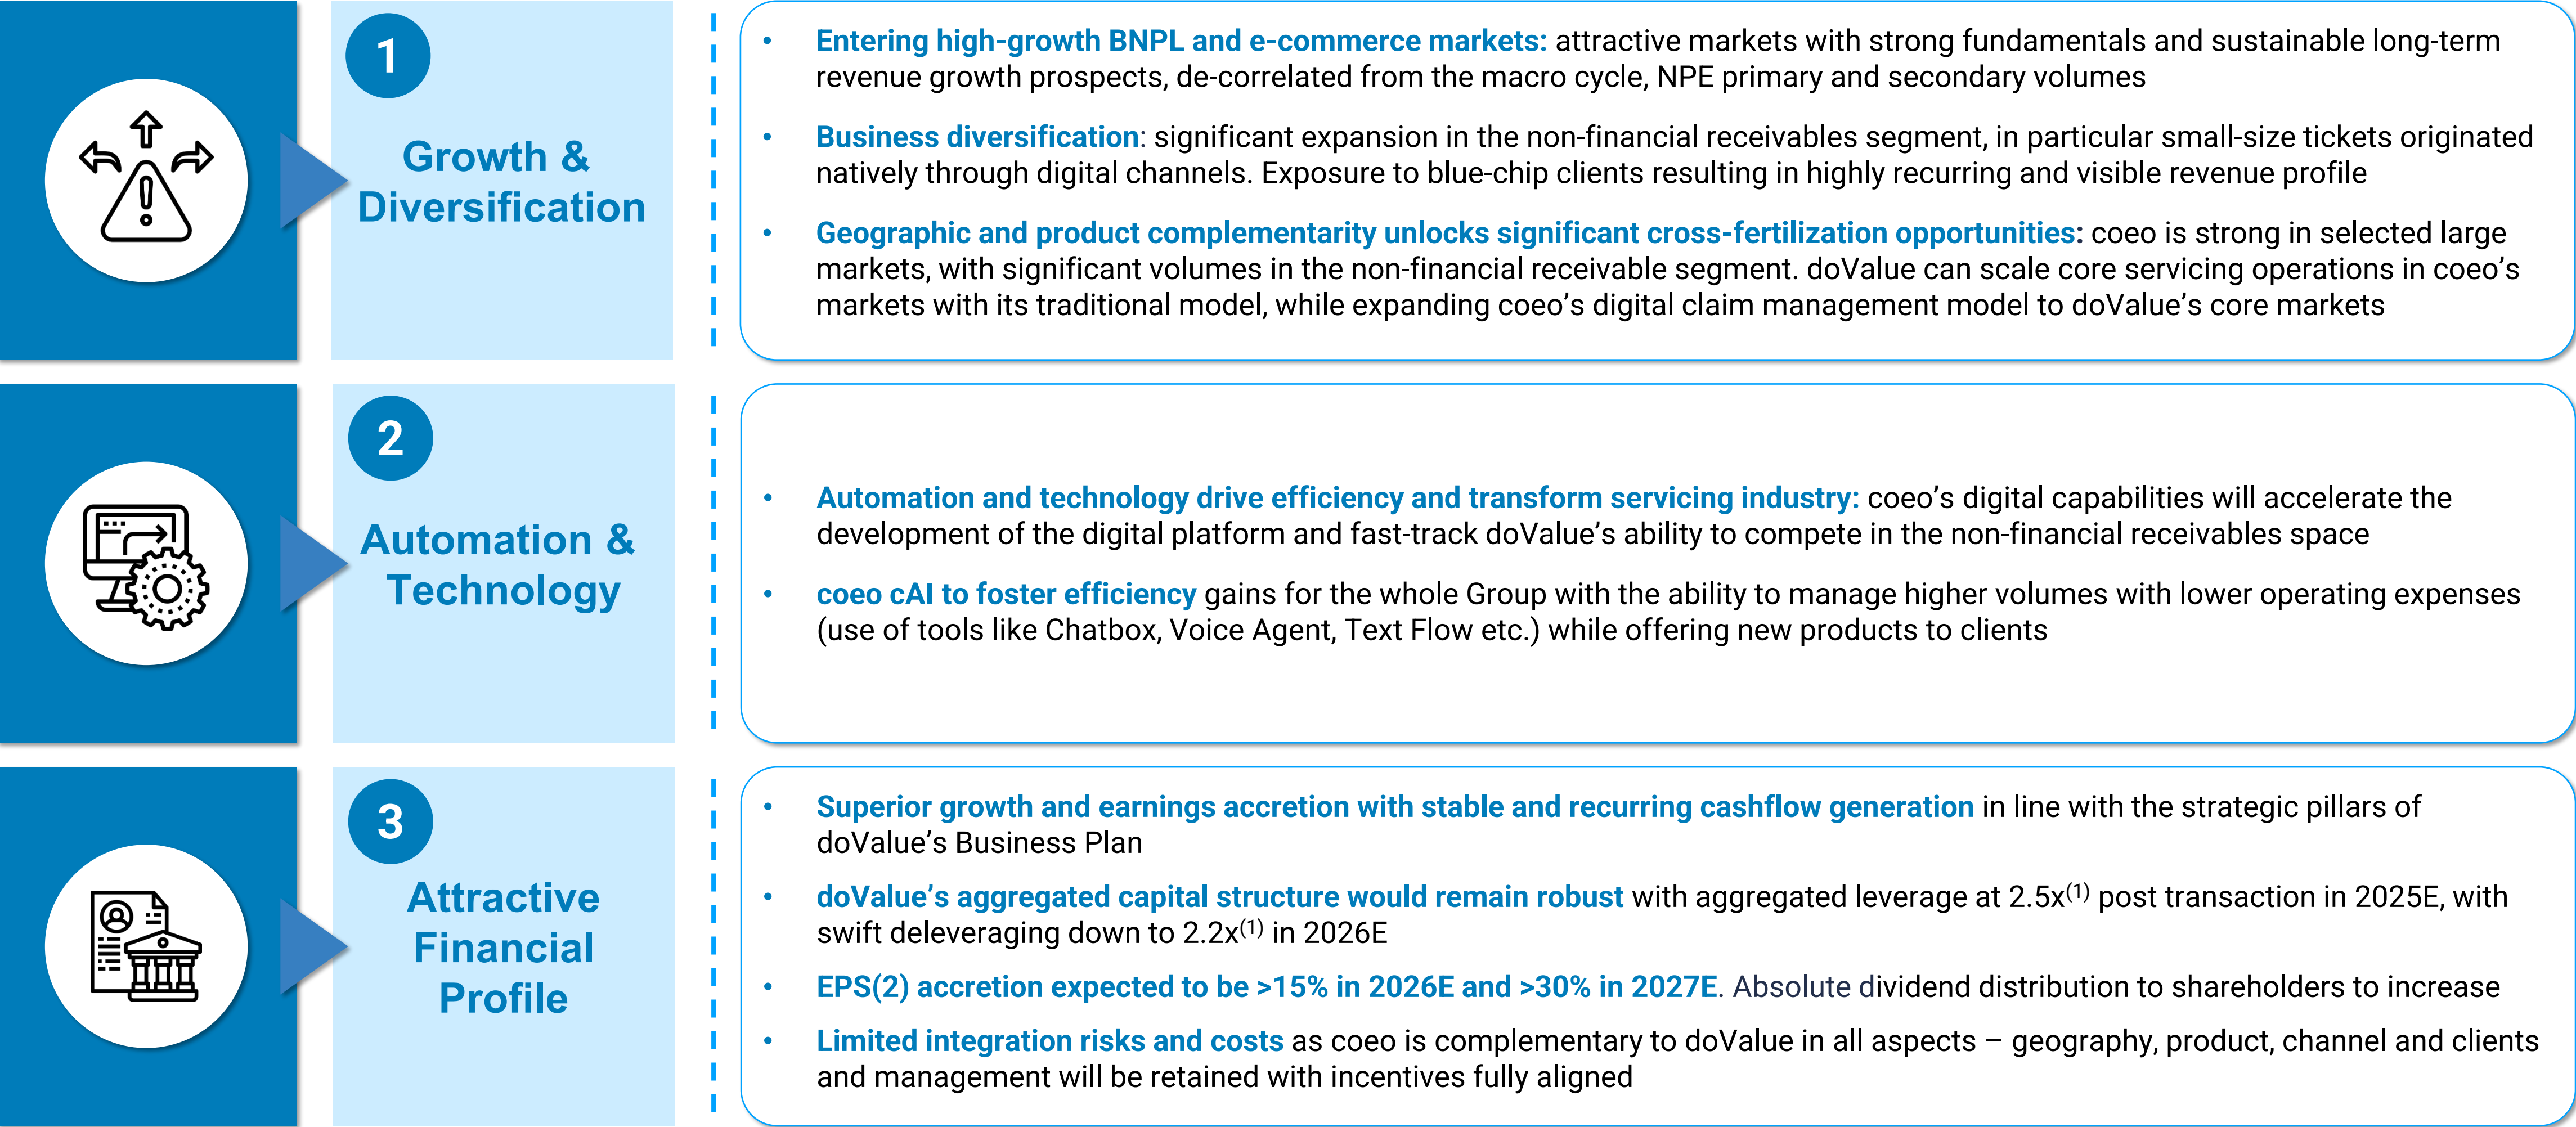 1
Growth &
Diversification
• Entering high-growth BNPL and e-commerce markets: attractive markets with strong fundamentals and sustainable long-term
revenue growth prospects, de-correlated from the macro cycle, NPE primary and secondary volumes
• Business diversification: significant expansion in the non-financial receivables segment, in particular small-size tickets originated
natively through digital channels. Exposure to blue-chip clients resulting in highly recurring and visible revenue profile
• Geographic and product complementarity unlocks significant cross-fertilization opportunities: coeo is strong in selected large
markets, with significant volumes in the non-financial receivable segment. doValue can scale core servicing operations in coeo’s
markets with its traditional model, while expanding coeo’s digital claim management model to doValue’s core markets
2
Automation &
Technology
• Automation and technology drive efficiency and transform servicing industry: coeo’s digital capabilities will accelerate the
development of the digital platform and fast-track doValue’s ability to compete in the non-financial receivables space
• coeo cAI to foster efficiency gains for the whole Group with the ability to manage higher volumes with lower operating expenses
(use of tools like Chatbox, Voice Agent, Text Flow etc.) while offering new products to clients
3
Attractive
Financial
Profile
• Superior growth and earnings accretion with stable and recurring cashflow generation in line with the strategic pillars of
doValue’s Business Plan
• doValue’s aggregated capital structure would remain robust with aggregated leverage at 2.5x(1) post transaction in 2025E, with
swift deleveraging down to 2.2x(1) in 2026E
• EPS(2) accretion expected to be >15% in 2026E and >30% in 2027E. Absolute dividend distribution to shareholders to increase
• Limited integration risks and costs as coeo is complementary to doValue in all aspects – geography, product, channel and clients
and management will be retained with incentives fully aligned